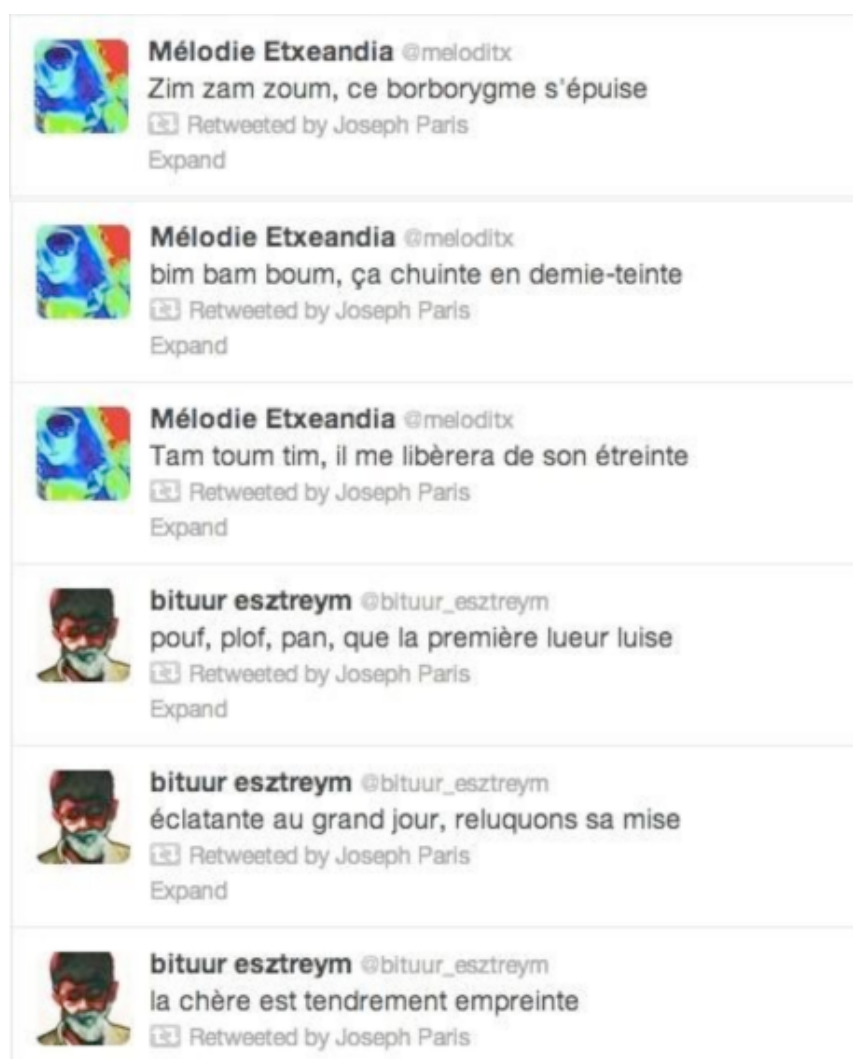 Mélodie Etxeandia @meloditx
Zim zam zoum, ce borborygme s'épuise
Retweeted by Joseph Paris
Expand
Mélodie Etxeandia @meloditx
bim bam boum, ça chuinte en demie-teinte
Retweeted by Joseph Paris
Expand
Mélodie Etxeandia @meloditx
Tam toum tim, il me libèrera de son étreinte
Retweeted by Joseph Paris
Expand
bituur esztreym @bituur_esztreym
pouf, plof, pan, que la première lueur luise
Retweeted by Joseph Paris
Expand
bituur esztreym @bituur_esztreym
éclatante au grand jour, reluquons sa mise
Retweeted by Joseph Paris
Expand
bituur esztreym @bituur_esztreym
la chère est tendrement empreinte
Retweeted by Joseph Paris